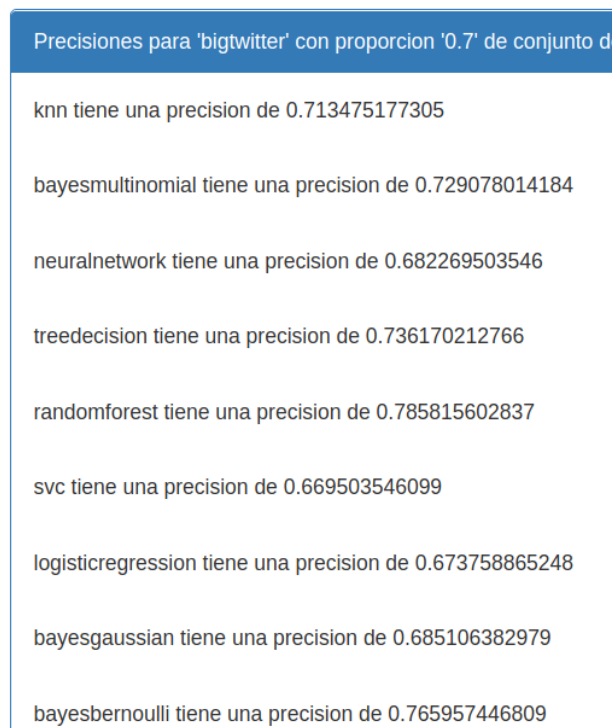 Precisiones para 'bigtwitter' con proporcion '0.7' de conjunto
knn tiene una precision de 0.713475177305
bayesmultinomial tiene una precision de 0.729078014184
neuralnetwork tiene una precision de 0.682269503546
treedecision tiene una precision de 0.736170212766
randomforest tiene una precision de 0.785815602837
svc tiene una precision de 0.669503546099
logisticregression tiene una precision de 0.673758865248
bayesgaussian tiene una precision de 0.685106382979
bayesbernoulli tiene una precision de 0.765957446809